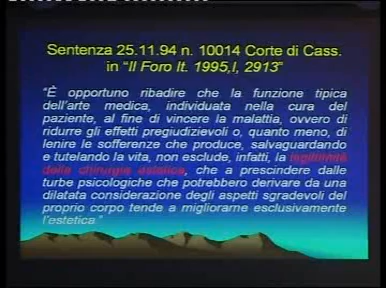 Sentenza 25.11.94 n. 10014 Corte di Cass.
in "Il Foro It. 1995,I, 2913"
"È opportuno ribadire che la funzione tipica
dell'arte medica, individuata nella cura del
paziente, al fine di vincere la malattia, ovvero di
ridurre gli effetti pregiudizievoli o, quanto meno, di
lenire le sofferenze che produce, salvaguardando
e tutelando la vita, non esclude, infatti, la legittimità
della chirurgia estetica, che a prescindere dalle
turbe psicologiche che potrebbero derivare da una
dilatata considerazione degli aspetti sgradevoli del
proprio corpo tende a migliorarne esclusivamente
l'estetica"